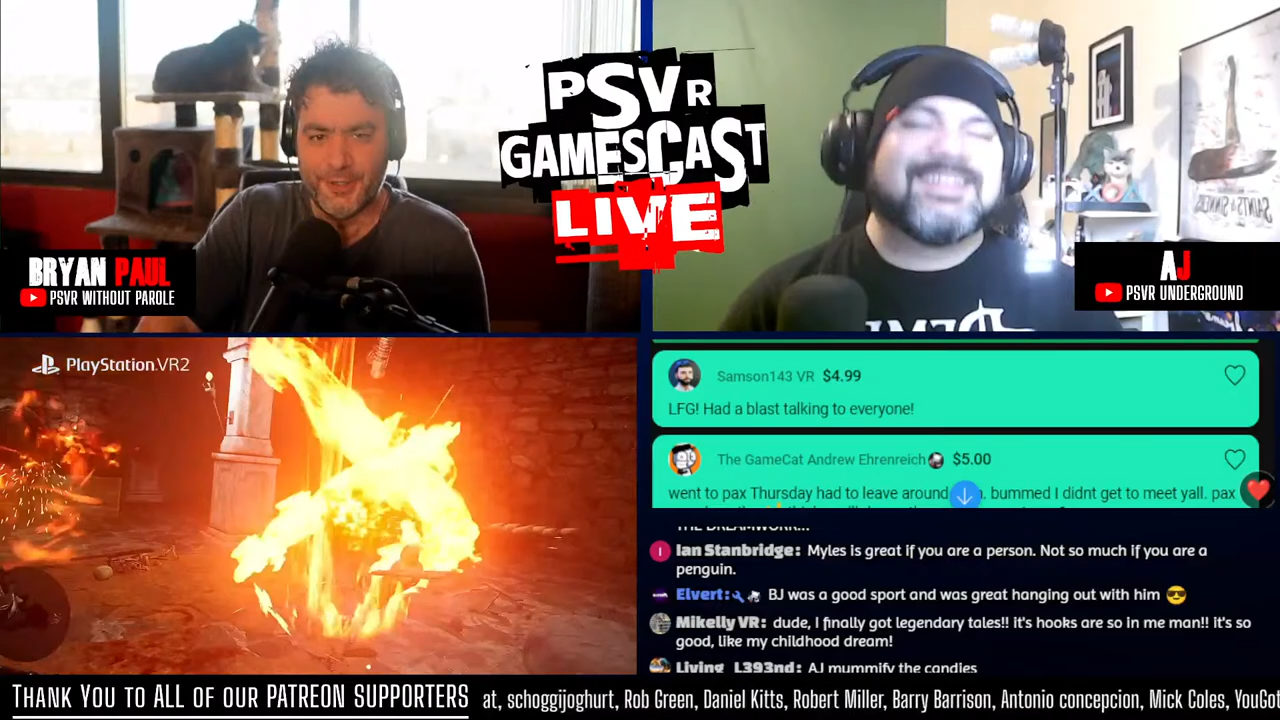 PSVR
GAMESCAST
LIVE
BRYAN PAUL
PSVR WITHOUT PAROLE
AJ
PSVR UNDERGROUND
SAINTS & SINNERS
PlayStation.VR2
Samson143 VR $4.99
LFG! Had a blast talking to everyone!
The GameCat Andrew Ehrenreich $5.00
went to pax Thursday had to leave around. bummed I didnt get to meet yall. pax
THE DREAMWORK...
Ian Stanbridge: Myles is great if you are a person. Not so much if you are a
penguin.
Elvert: BJ was a good sport and was great hanging out with him 😎
Mikelly VR: dude, I finally got legendary tales!! it's hooks are so in me man!! it's so
good, like my childhood dream!
Living_L393nd: AJ mummify the candies
THANK YOU TO ALL OF OUR PATREON SUPPORTERS
at, schoggijoghurt, Rob Green, Daniel Kitts, Robert Miller, Barry Barrison, Antonio concepcion, Mick Coles, YouGot